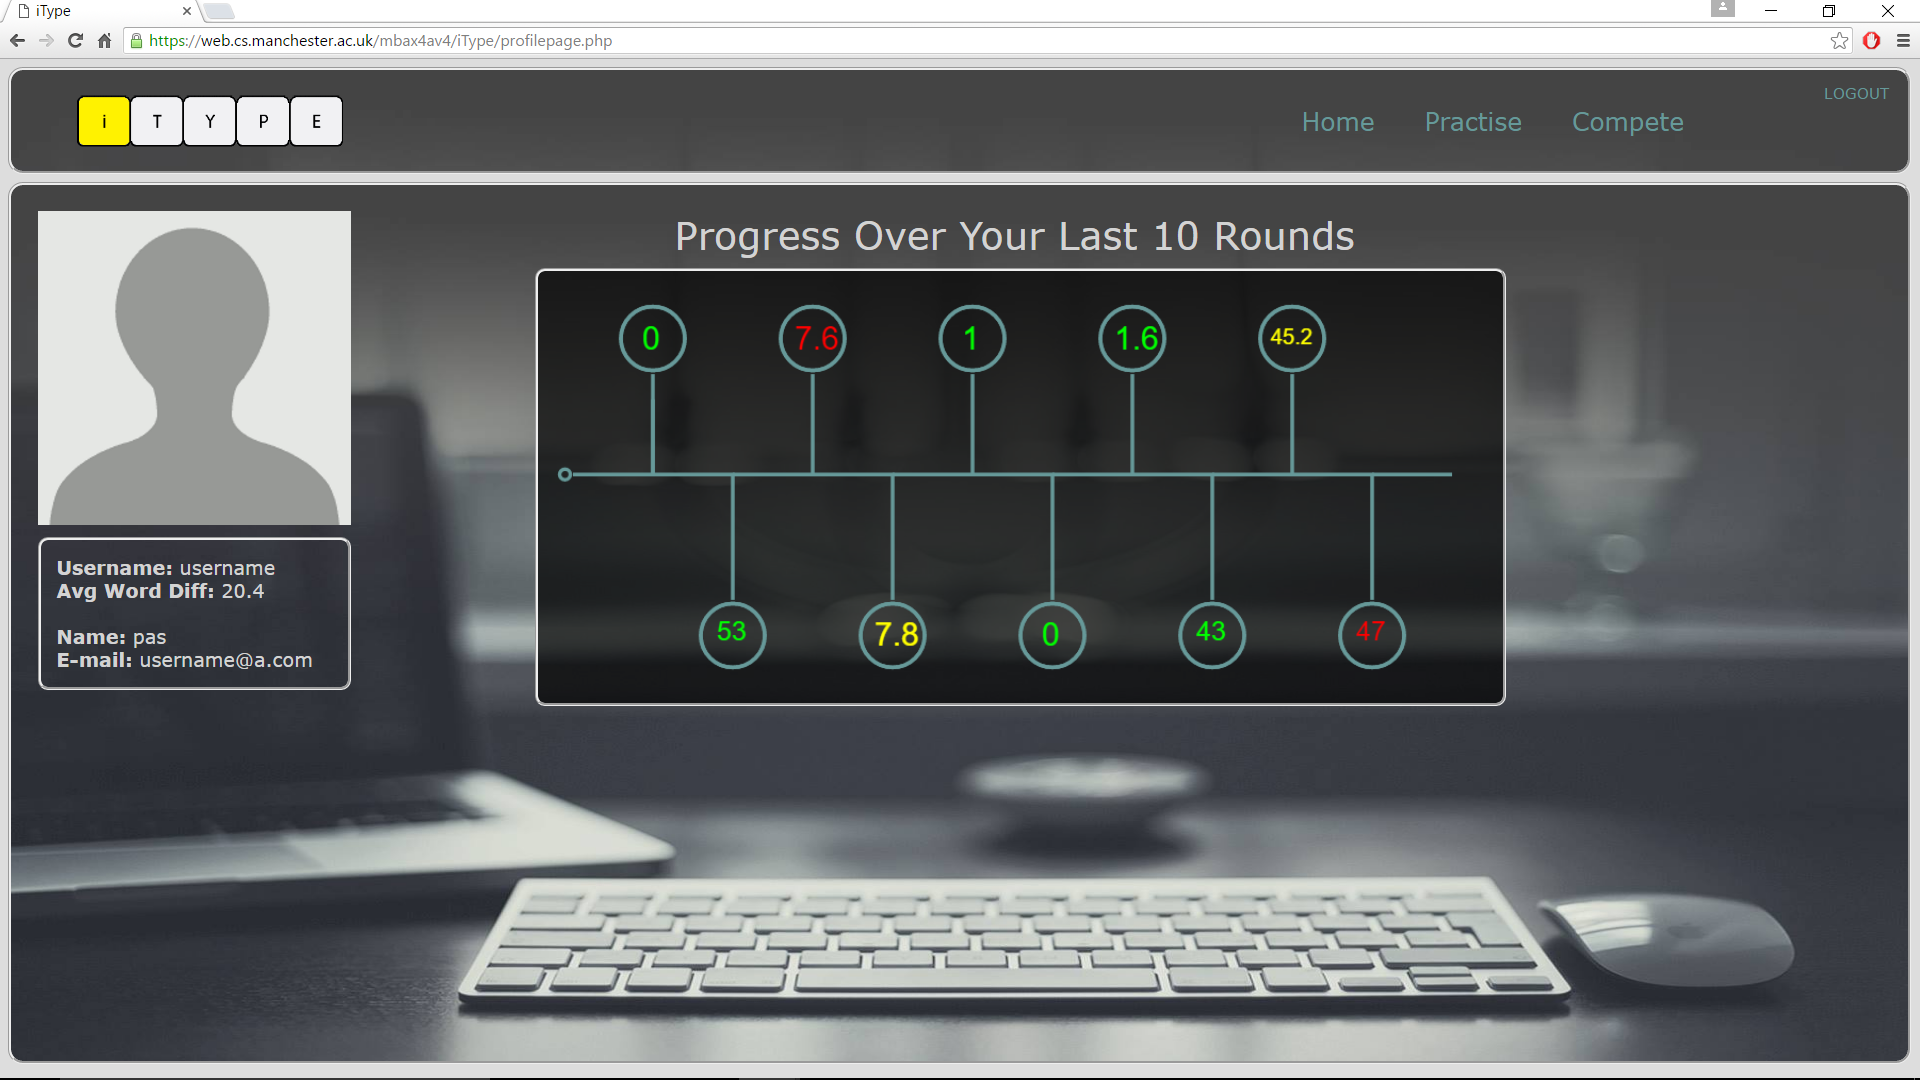 iType
https://web.cs.manchester.ac.uk/mbax4av4/iType/profilepage.php
LOGOUT
i T Y P E
Home Practise Compete
Progress Over Your Last 10 Rounds
0 7.6 1 1.6 45.2
53 7.8 0 43 47
Username: username
Avg Word Diff: 20.4
Name: pas
E-mail: username@a.com